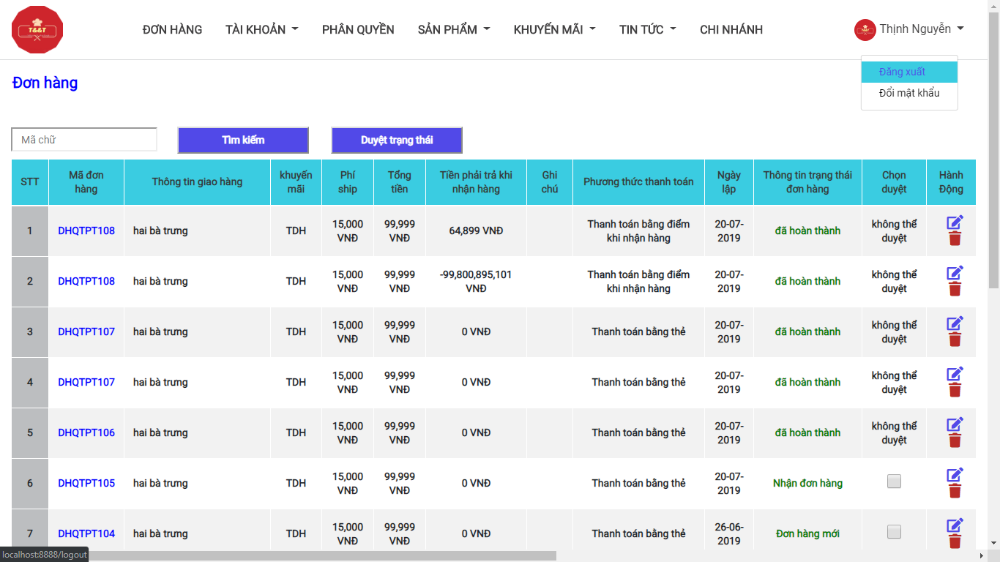 T&&T
ĐƠN HÀNG TÀI KHOẢN PHÂN QUYỀN SẢN PHẨM KHUYẾN MÃI TIN TỨC CHI NHÁNH
Thịnh Nguyễn
Đăng xuất
Đổi mật khẩu
Đơn hàng
Mã chữ Tìm kiếm Duyệt trạng thái
STT Mã đơn hàng Thông tin giao hàng khuyến mãi Phí ship Tổng tiền Tiền phải trả khi nhận hàng Ghi chú Phương thức thanh toán Ngày lập Thông tin trạng thái đơn hàng Chọn duyệt Hành Động
1 DHQTPT108 hai bà trưng TDH 15,000 VNĐ 99,999 VNĐ 64,899 VNĐ Thanh toán bằng điểm khi nhận hàng 20-07-2019 đã hoàn thành không thể duyệt
2 DHQTPT108 hai bà trưng TDH 15,000 VNĐ 99,999 VNĐ -99,800,895,101 VNĐ Thanh toán bằng điểm khi nhận hàng 20-07-2019 đã hoàn thành không thể duyệt
3 DHQTPT107 hai bà trưng TDH 15,000 VNĐ 99,999 VNĐ 0 VNĐ Thanh toán bằng thẻ 20-07-2019 đã hoàn thành không thể duyệt
4 DHQTPT107 hai bà trưng TDH 15,000 VNĐ 99,999 VNĐ 0 VNĐ Thanh toán bằng thẻ 20-07-2019 đã hoàn thành không thể duyệt
5 DHQTPT106 hai bà trưng TDH 15,000 VNĐ 99,999 VNĐ 0 VNĐ Thanh toán bằng thẻ 20-07-2019 đã hoàn thành không thể duyệt
6 DHQTPT105 hai bà trưng TDH 15,000 VNĐ 99,999 VNĐ 0 VNĐ Thanh toán bằng thẻ 20-07-2019 Nhận đơn hàng
7 DHQTPT104 hai bà trưng TDH 15,000 VNĐ 99,999 VNĐ 0 VNĐ Thanh toán bằng thẻ 26-06-2019 Đơn hàng mới
localhost:8888/logout